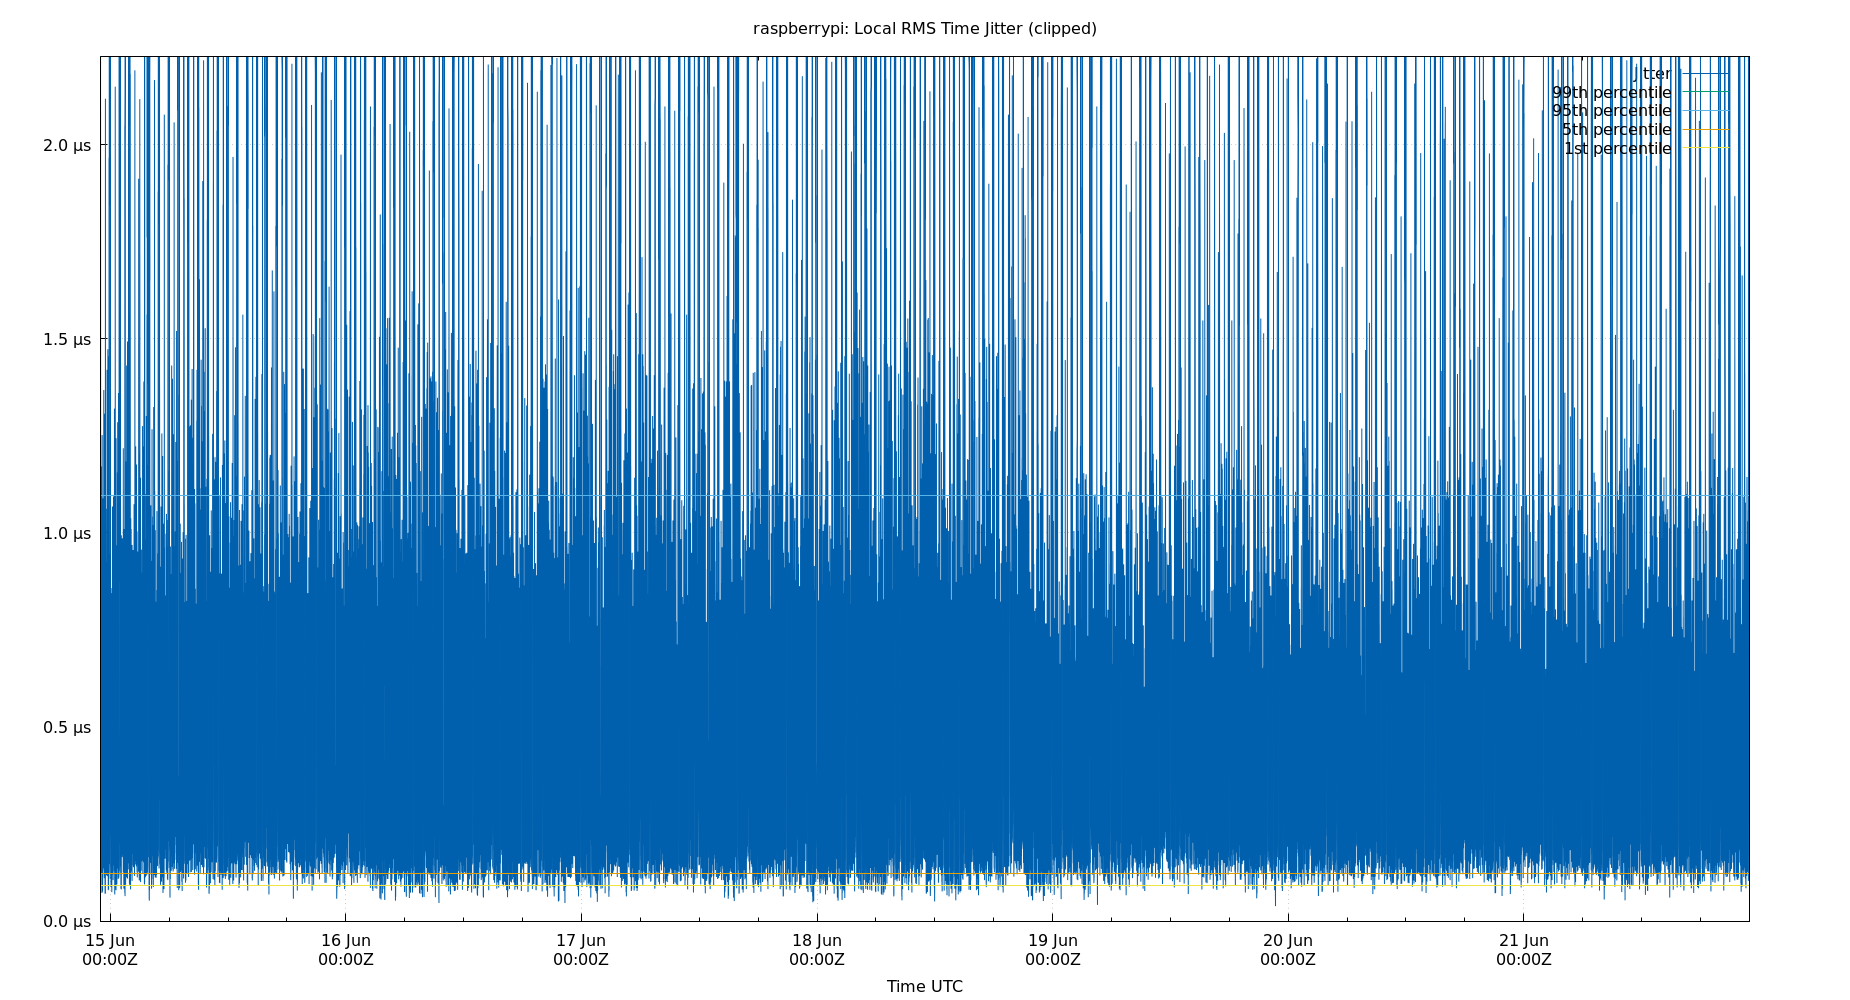 raspberrypi: Local RMS Time Jitter (clipped)
jitter
99th percentile
95th percentile
5th percentile
1st percentile
2.0 µs
1.5 µs
1.0 µs
0.5 µs
0.0 µs
15 Jun 16 Jun 17 Jun 18 Jun 19 Jun 20 Jun 21 Jun
00:00Z 00:00Z 00:00Z 00:00Z 00:00Z 00:00Z 00:00Z
Time UTC